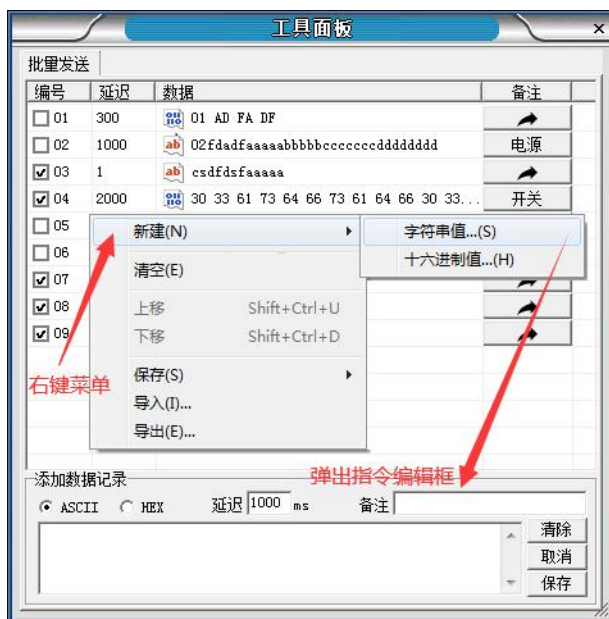 工具面板
×
批量发送
编号 延迟 数据 备注
01 300 01 AD FA DF
02 1000 ab 02fdadfaaaaabbbbbcccccccdddddddd 电源
03 1 ab csdfdsfaaaaa
04 2000 30 33 61 73 64 66 73 61 64 66 30 33... 开关
05
06
07
08
09
新建(N)
清空(E)
上移 Shift+Ctrl+U
下移 Shift+Ctrl+D
保存(S)
导入(I)...
导出(E)...
字符串值...(S)
十六进制值...(H)
右键菜单
弹出指令编辑框
添加数据记录
ASCII HEX 延迟 1000 ms 备注
清除
取消
保存